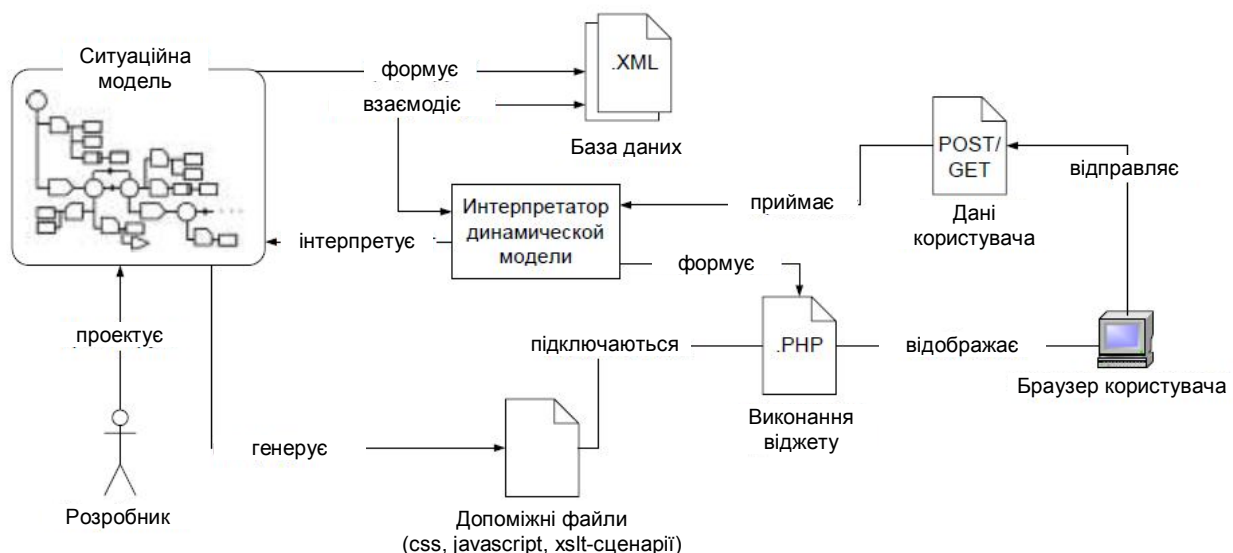 Ситуаційна
модель
формує
.XML
взаємодіє
База даних
POST/
GET
відправляє
приймає
Дані
користувача
Интерпретатор
динамической
модели
інтерпретує
формує
проектує
підключаються
.PHP
відображає
Браузер користувача
Виконання
віджету
генерує
Розробник
Допоміжні файли
(css, javascript, xslt-сценарії)